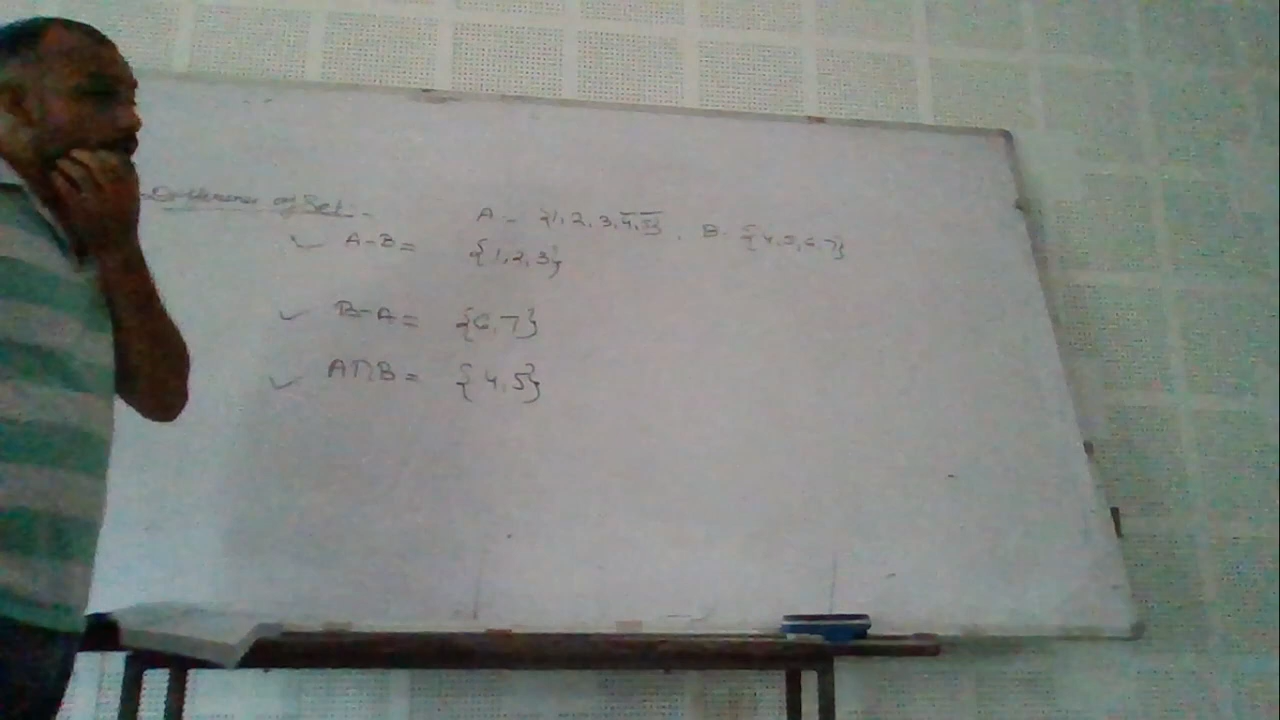 Difference of Set -
A - {1, 2, 3, 4, 5} , B - {4, 5, 6, 7}
A-B = {1, 2, 3}
B-A = {6, 7}
A∩B = {4, 5}